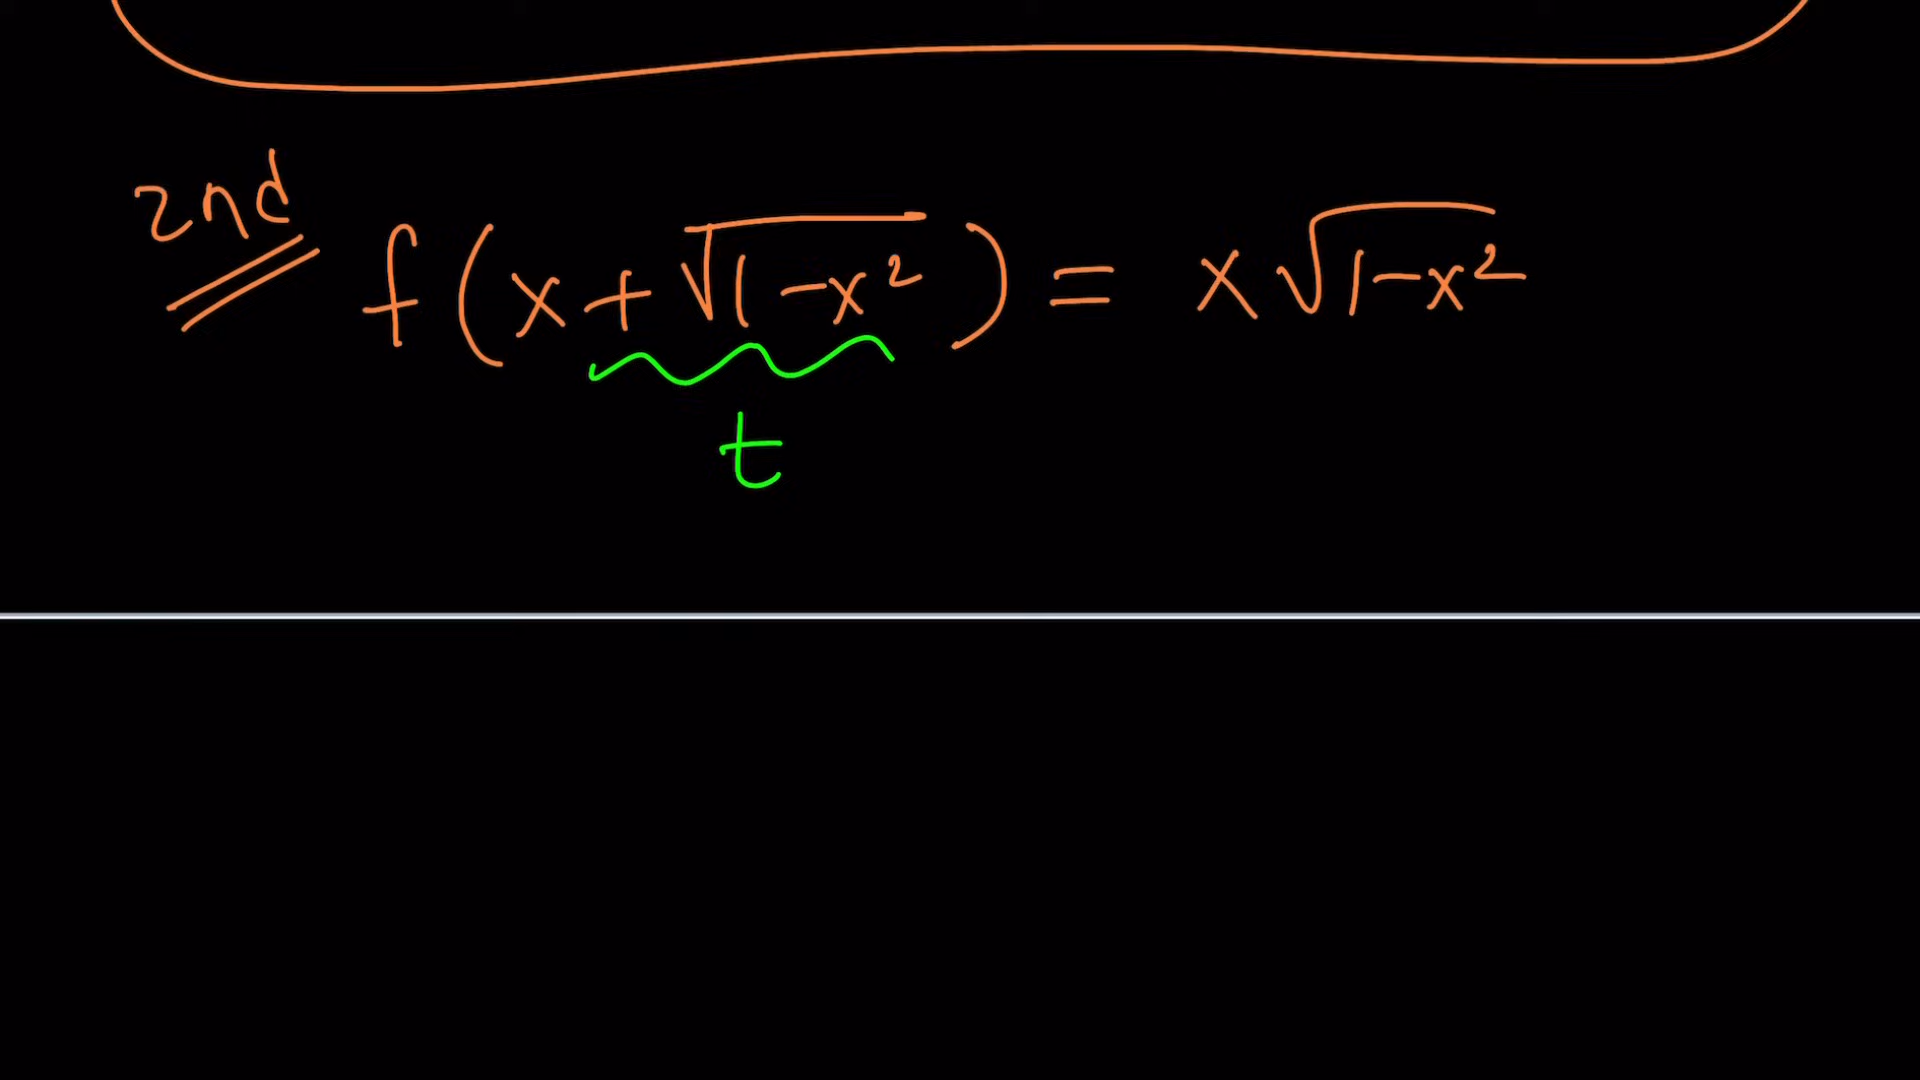 2nd
f(x + √(1-x²)) = x√(1-x²)
t